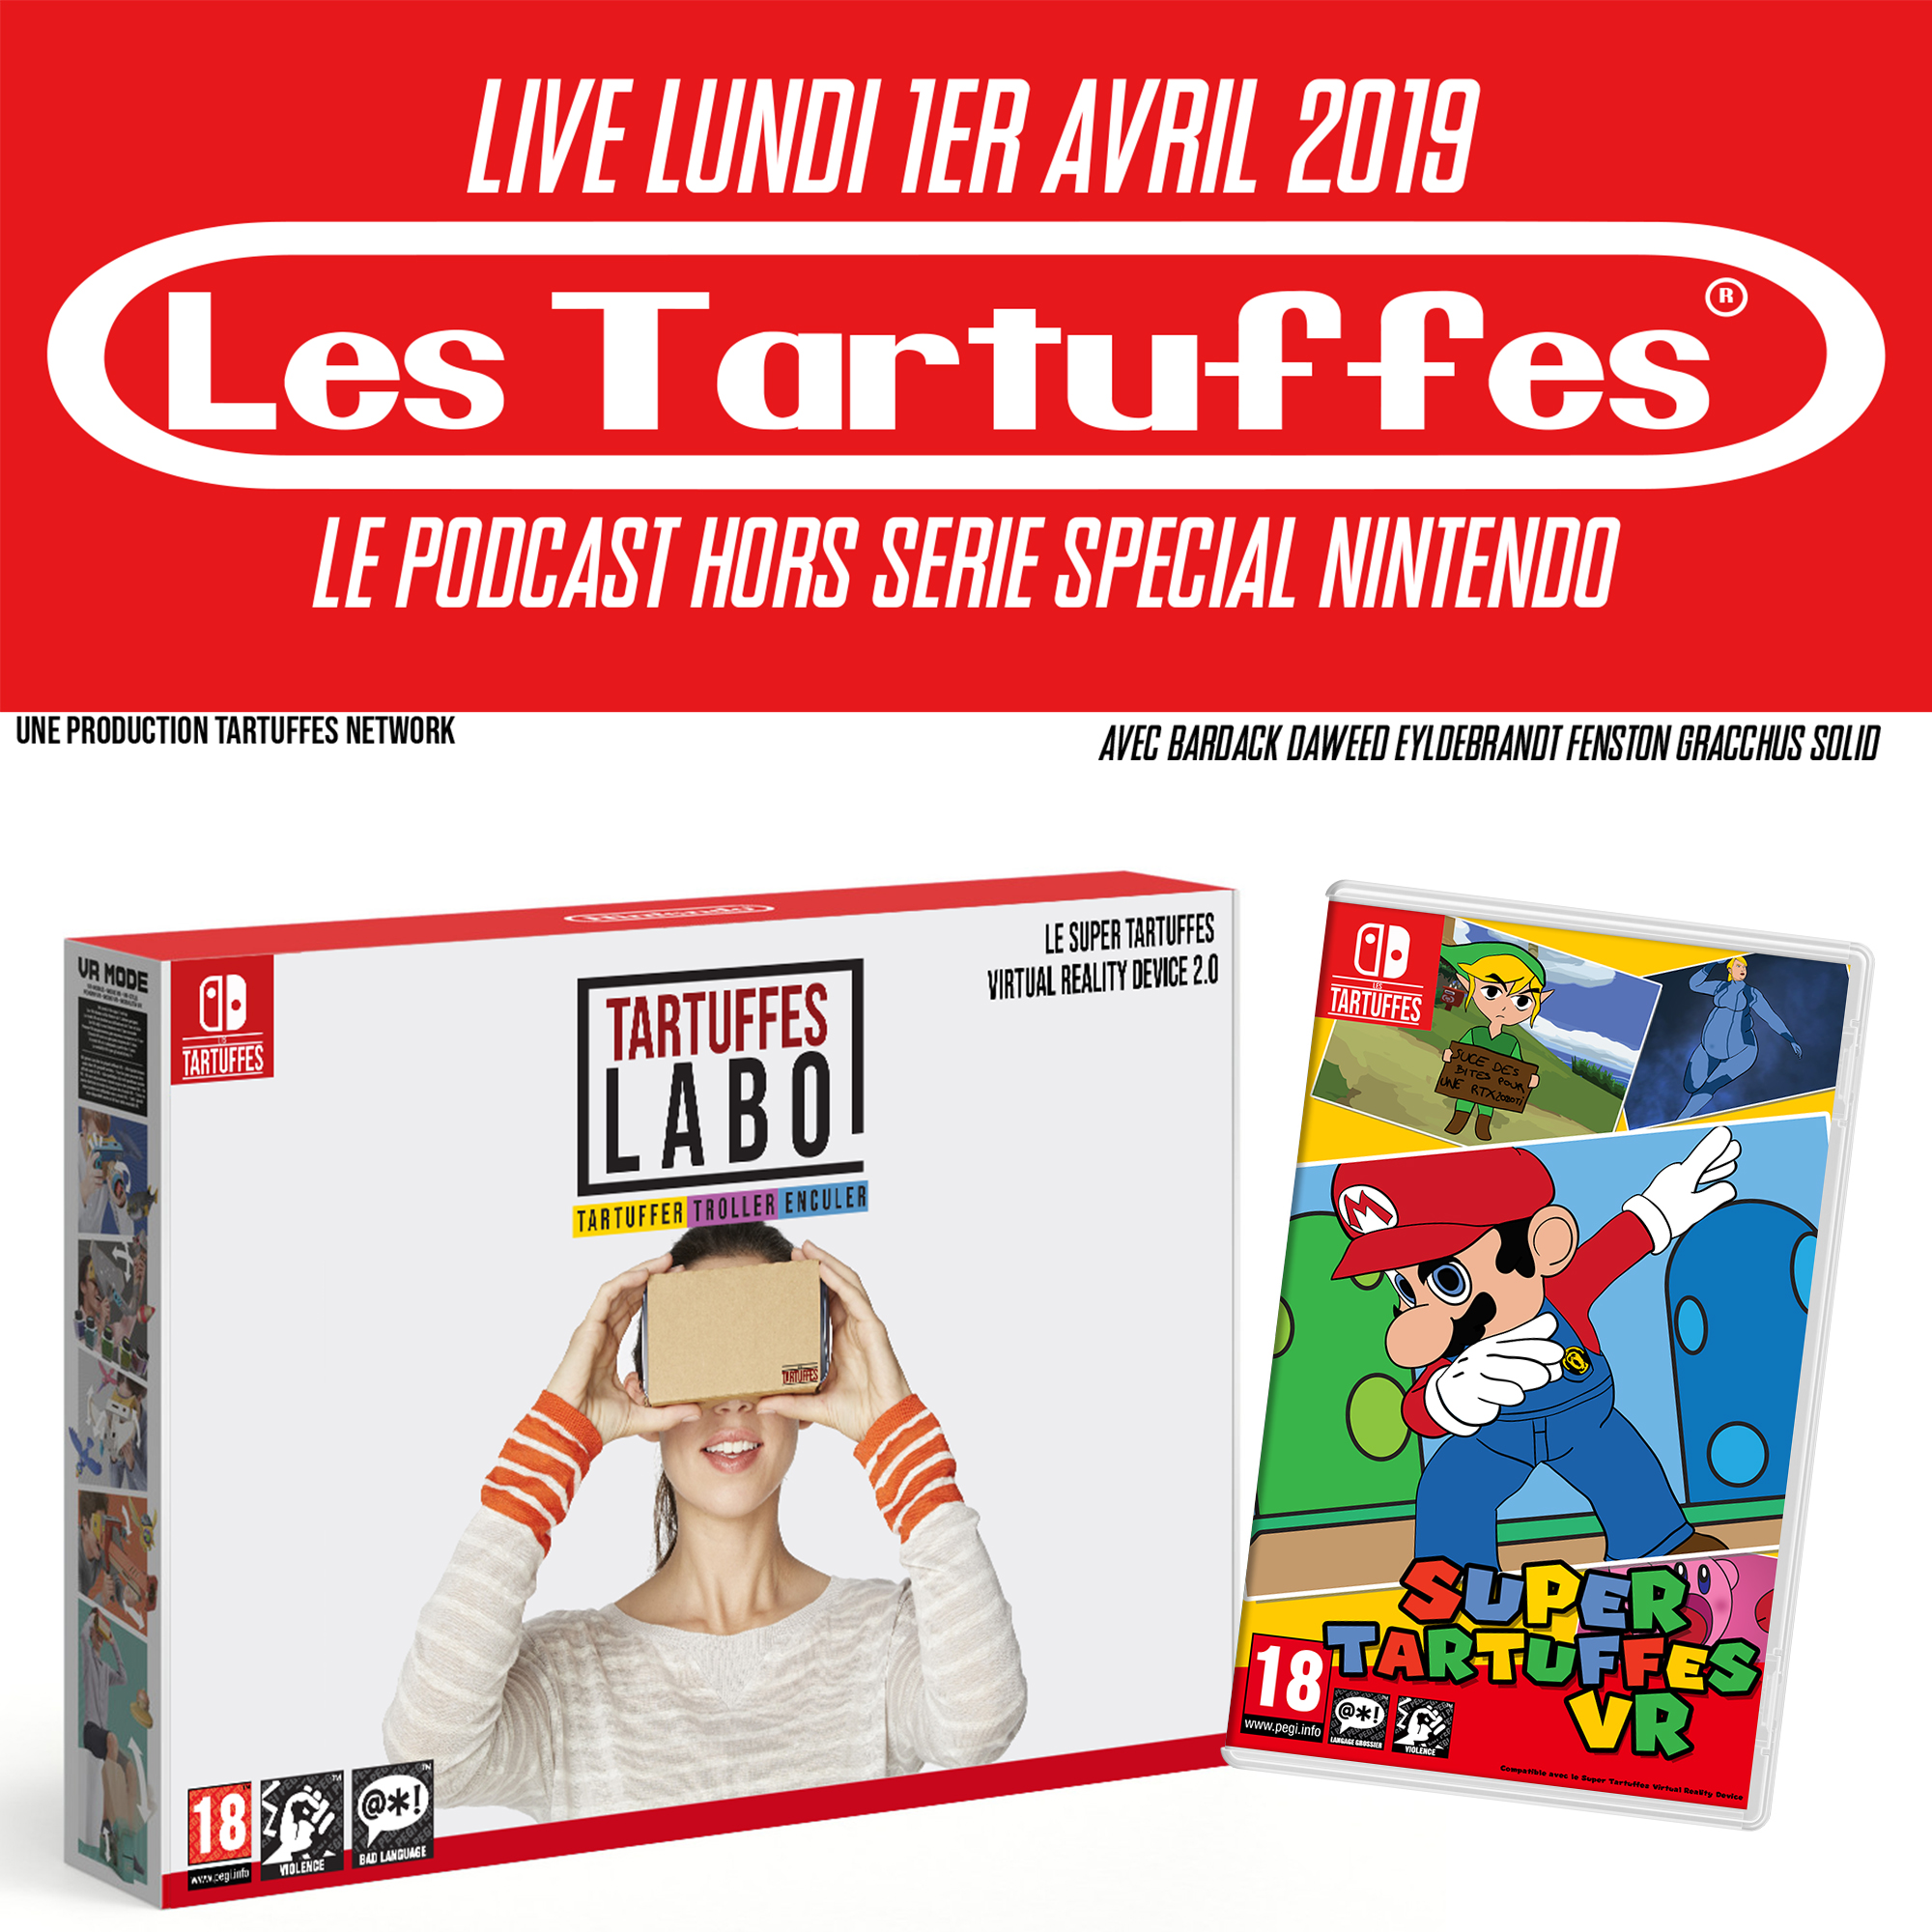 LIVE LUNDI 1ER AVRIL 2019
Les Tartuffes ®
LE PODCAST HORS SERIE SPECIAL NINTENDO
UNE PRODUCTION TARTUFFES NETWORK
AVEC BARDACK DAWEED EYLDEBRANDT FENSTON GRACCHUS SOLID
Nintendo
VR MODE
LES
TARTUFFES
LE SUPER TARTUFFES
VIRTUAL REALITY DEVICE 2.0
TARTUFFES
LABO
TARTUFFER TROLLER ENCULER
TARTUFFES
18
www.pegi.info
VIOLENCE
@*!
BAD LANGUAGE
LES
TARTUFFES
SUCE DES
BITES POUR
UNE RTX2080Ti
M
SUPER
TARTUFFES
VR
18
www.pegi.info
@*!
LANGAGE GROSSIER
VIOLENCE
Compatible avec le Super Tartuffes Virtual Reality Device